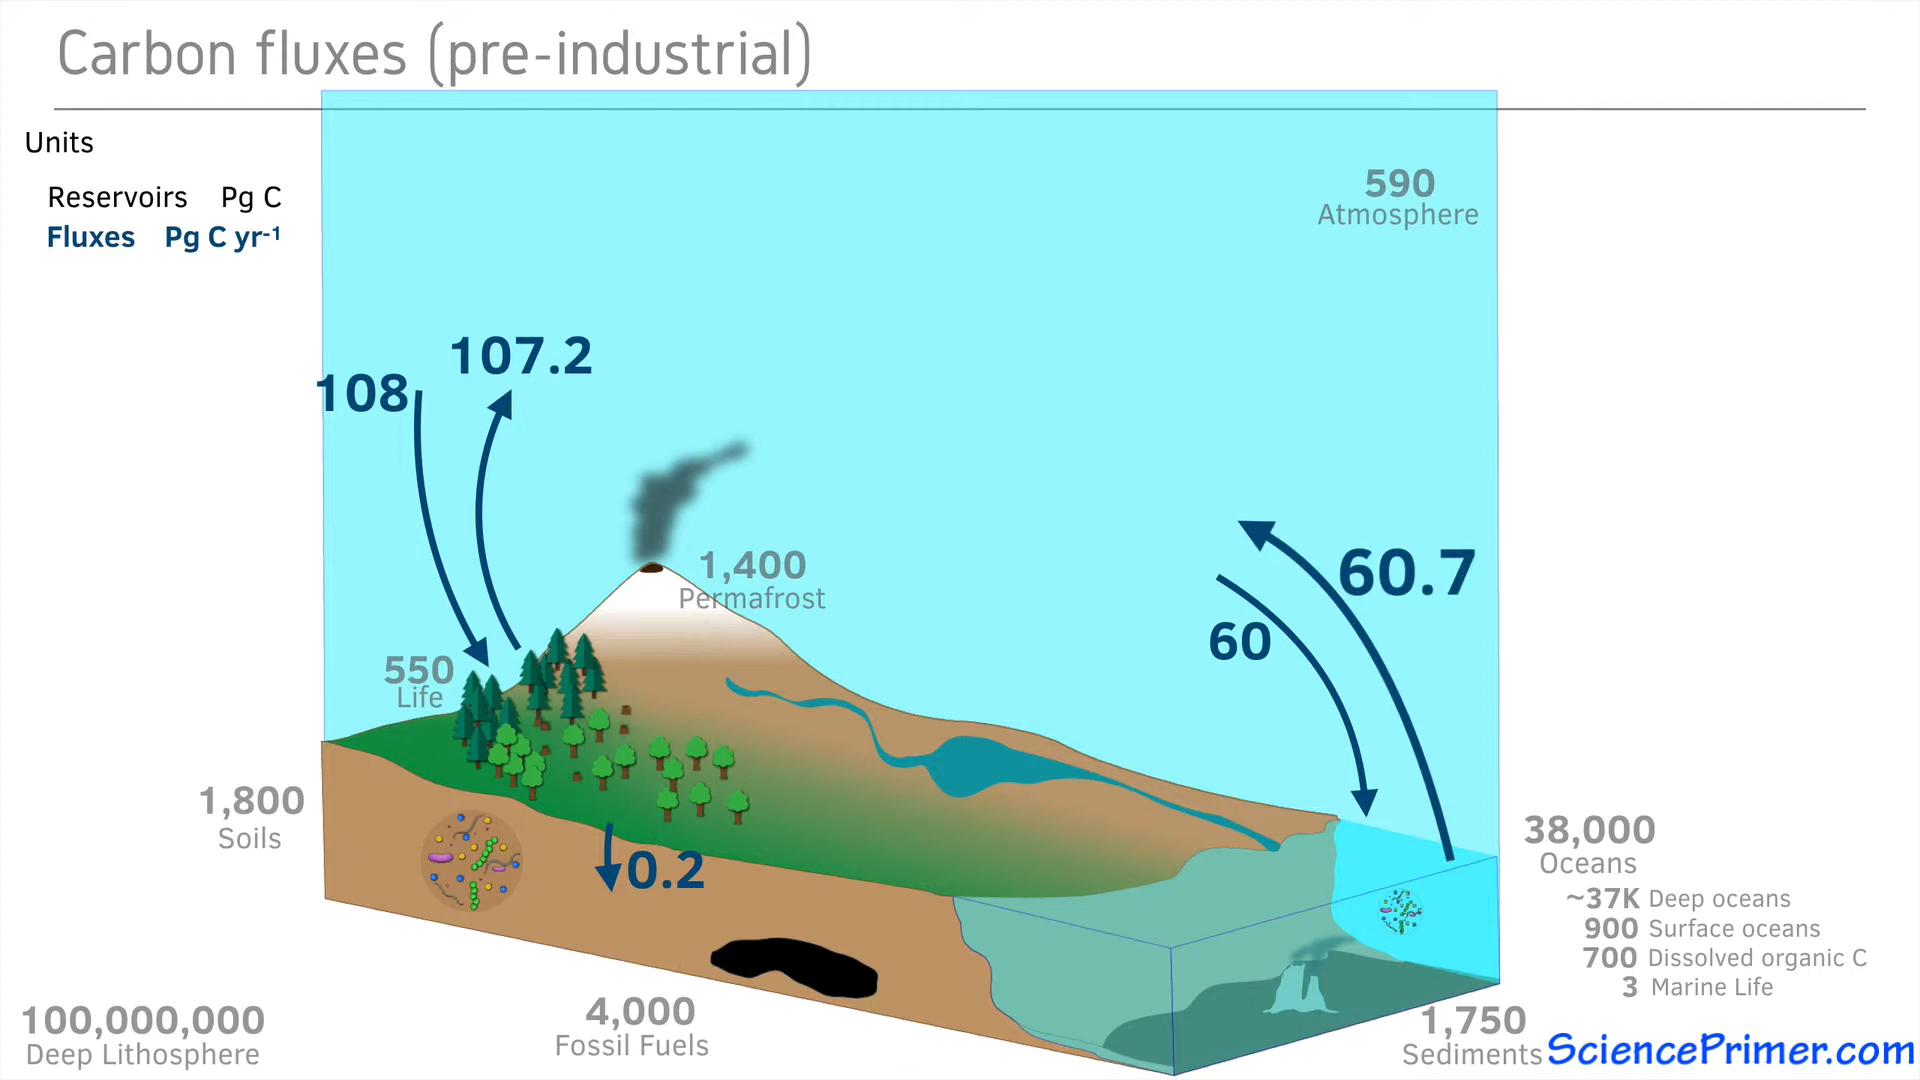 Carbon fluxes (pre-industrial)
Units
Reservoirs Pg C
Fluxes Pg C yr⁻¹
590
Atmosphere
107.2
108
60.7
60
1,400
Permafrost
550
Life
1,800
Soils
0.2
38,000
Oceans
~37K Deep oceans
900 Surface oceans
700 Dissolved organic C
3 Marine Life
100,000,000
Deep Lithosphere
4,000
Fossil Fuels
1,750
Sediments
SciencePrimer.com